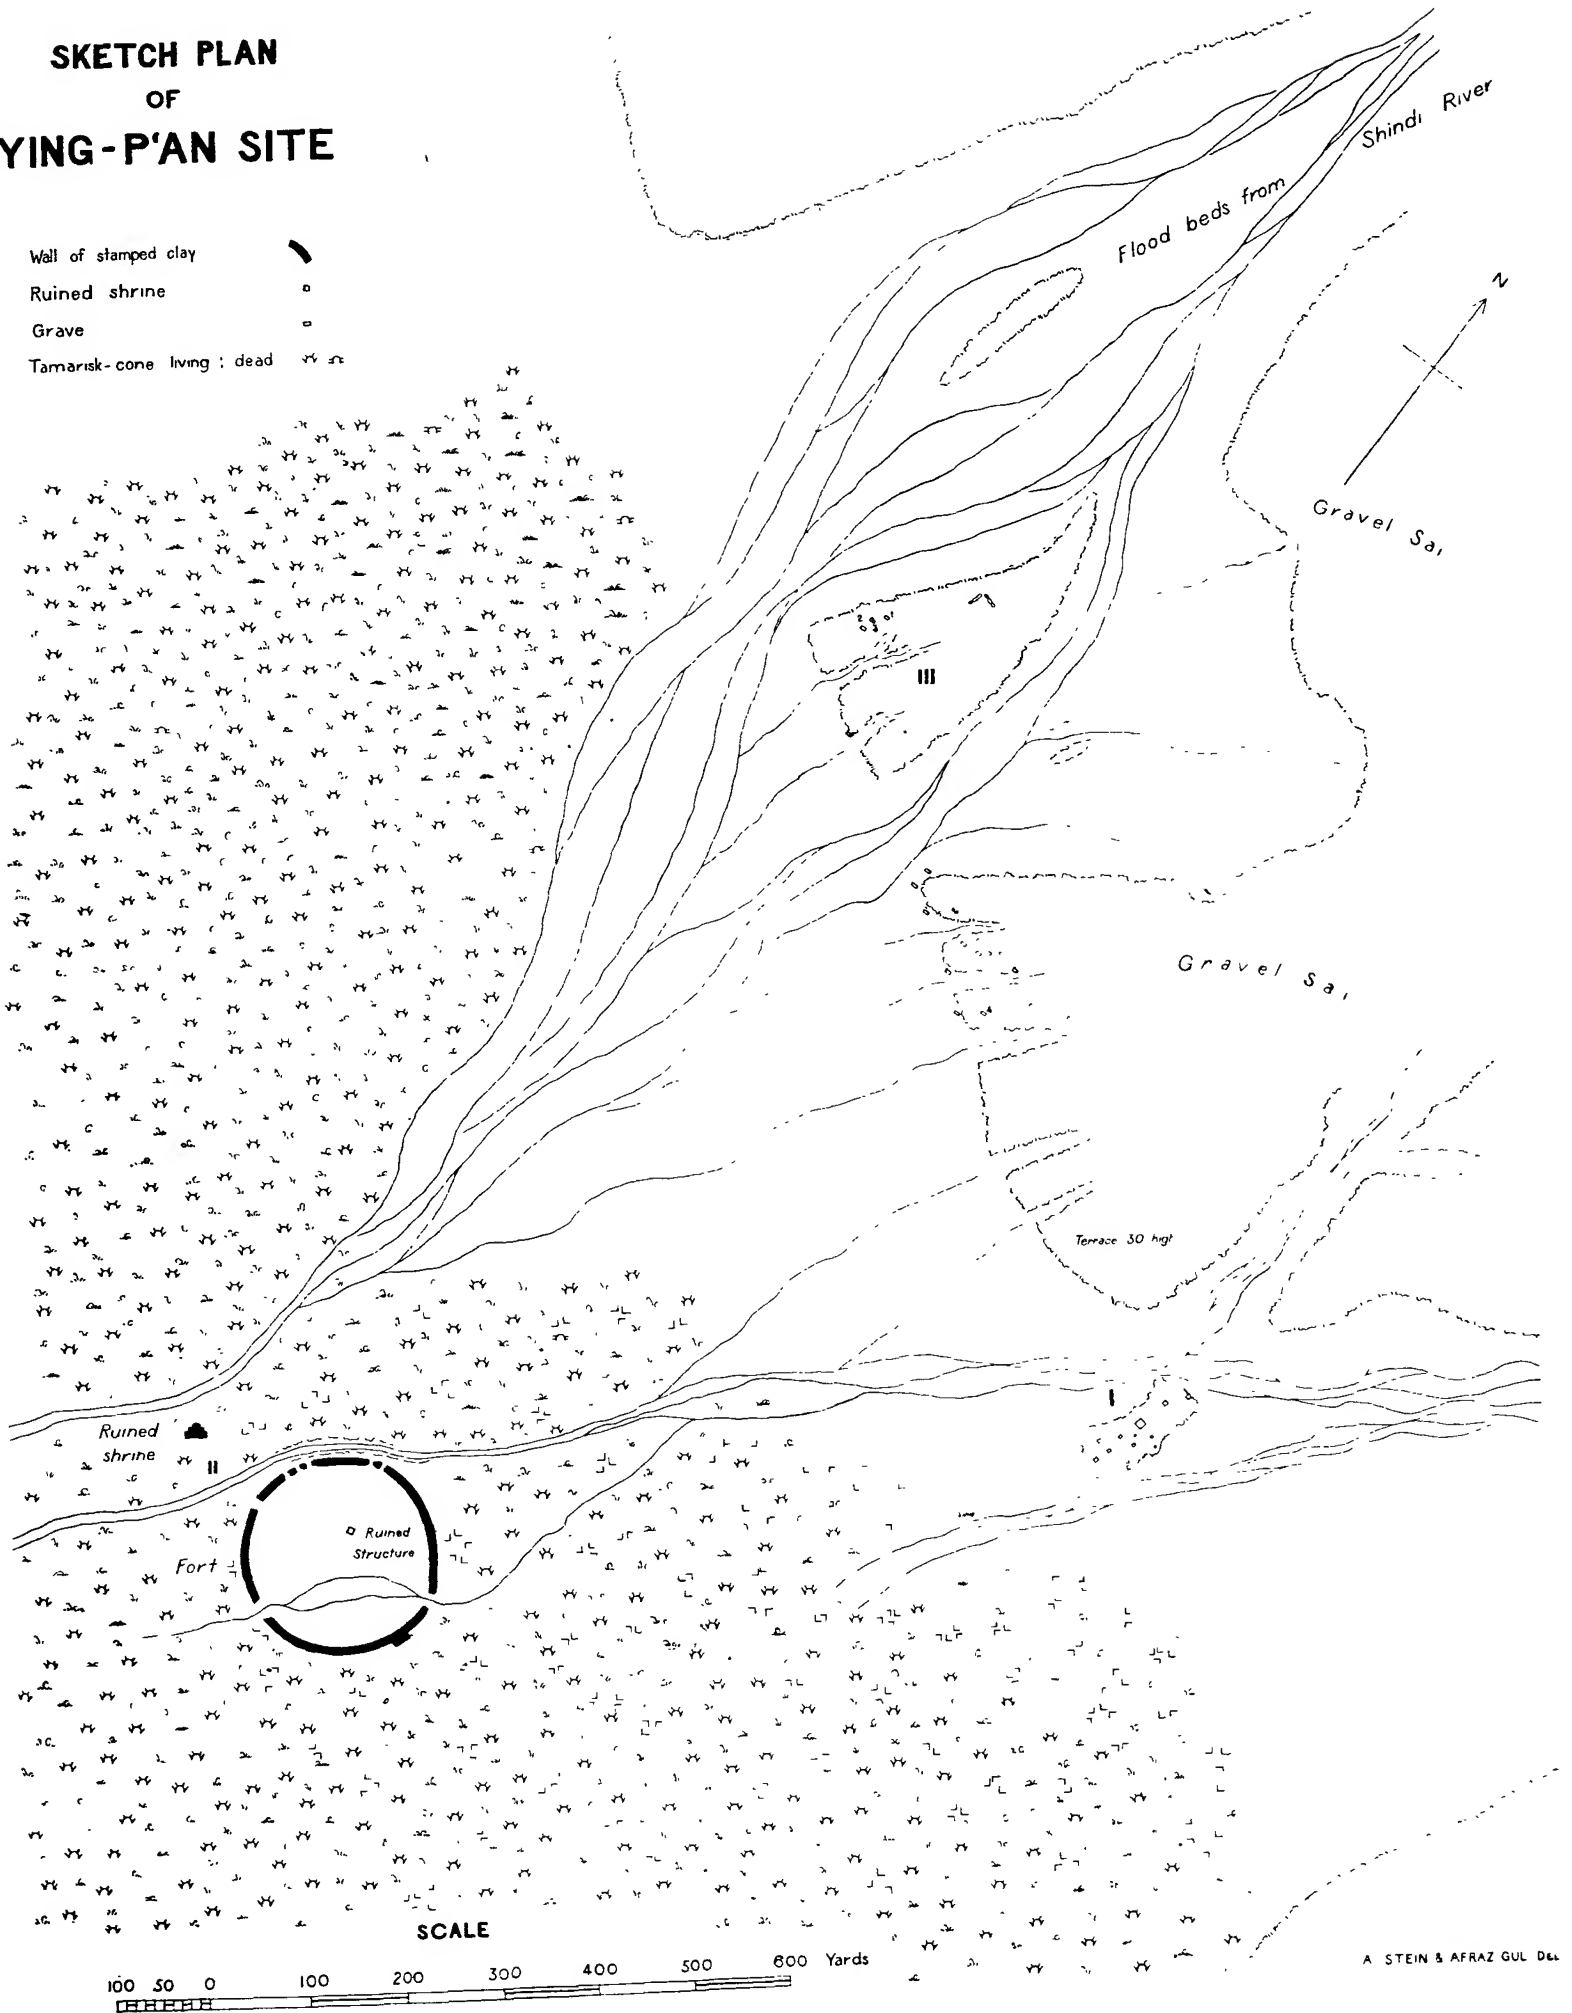 SKETCH PLAN
OF
YING-P'AN SITE
Wall of stamped clay
Ruined shrine
Grave
Tamarisk-cone living : dead
Shindi River
Flood beds from
N
Gravel Sai
III
Gravel Sai
Terrace 30 high
I
Ruined
shrine
II
Ruined
Structure
Fort
SCALE
100 50 0 100 200 300 400 500 600 Yards
A STEIN & AFRAZ GUL DEL